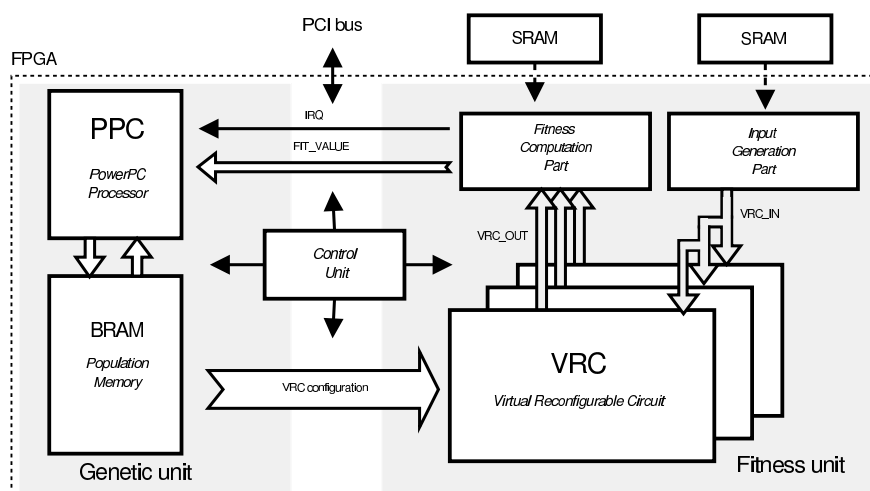 PCI bus
FPGA
SRAM
SRAM
PPC
PowerPC
Processor
IRQ
FIT_VALUE
Fitness
Computation
Part
Input
Generation
Part
VRC_OUT
VRC_IN
Control
Unit
BRAM
Population
Memory
VRC configuration
VRC
Virtual Reconfigurable Circuit
Genetic unit
Fitness unit